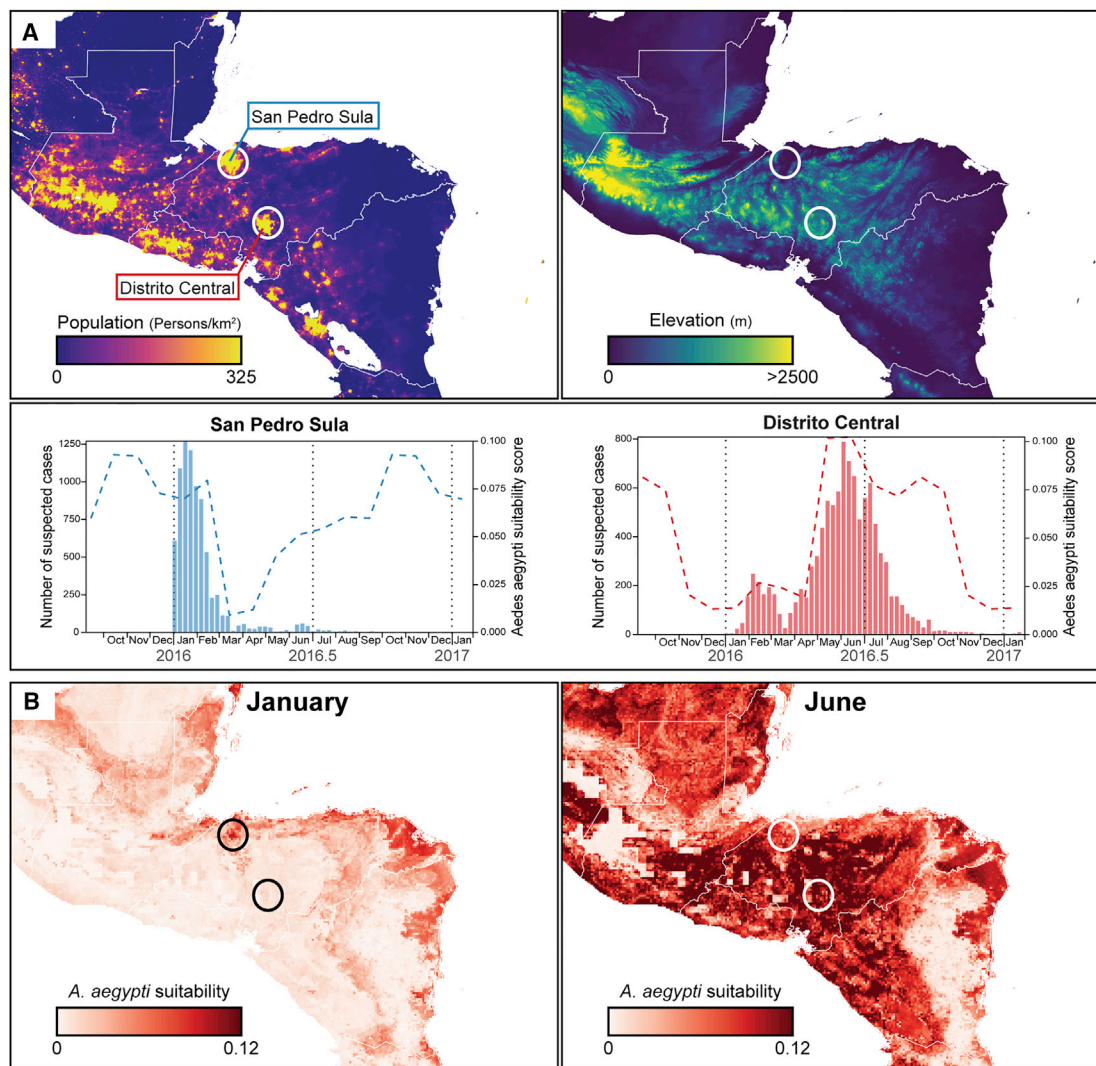 A
San Pedro Sula
Distrito Central
Population (Persons/km²)
0 325
Elevation (m)
0 >2500
San Pedro Sula
Number of suspected cases
1250
1000
750
500
250
0
0.100
0.075
0.050
0.025
0.000
Aedes aegypti suitability score
Oct Nov Dec Jan Feb Mar Apr May Jun Jul Aug Sep Oct Nov Dec Jan
2016 2016.5 2017
Distrito Central
Number of suspected cases
800
600
400
200
0
0.100
0.075
0.050
0.025
0.000
Aedes aegypti suitability score
Oct Nov Dec Jan Feb Mar Apr May Jun Jul Aug Sep Oct Nov Dec Jan
2016 2016.5 2017
B
January
A. aegypti suitability
0 0.12
June
A. aegypti suitability
0 0.12